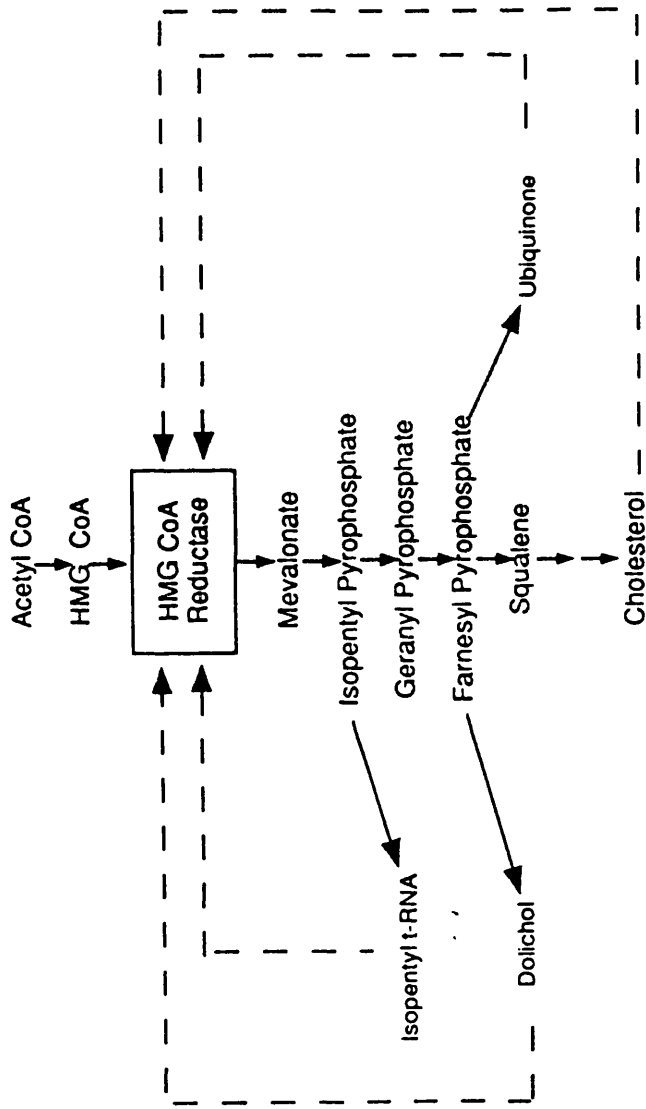 Acetyl CoA
HMG CoA
HMG CoA
Reductase
Mevalonate
Isopentyl Pyrophosphate
Geranyl Pyrophosphate
Farnesyl Pyrophosphate
Squalene
Cholesterol
Isopentyl t-RNA
Dolichol
Ubiquinone